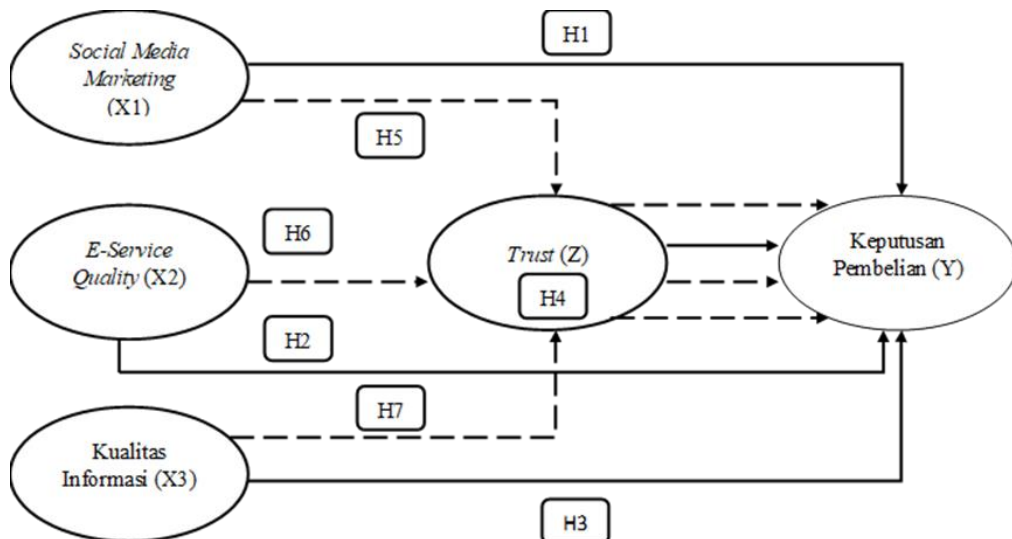 H1
Social Media
Marketing
(X1)
H5
H6
E-Service
Quality (X2)
Trust (Z)
H4
Keputusan
Pembelian (Y)
H2
H7
Kualitas
Informasi (X3)
H3